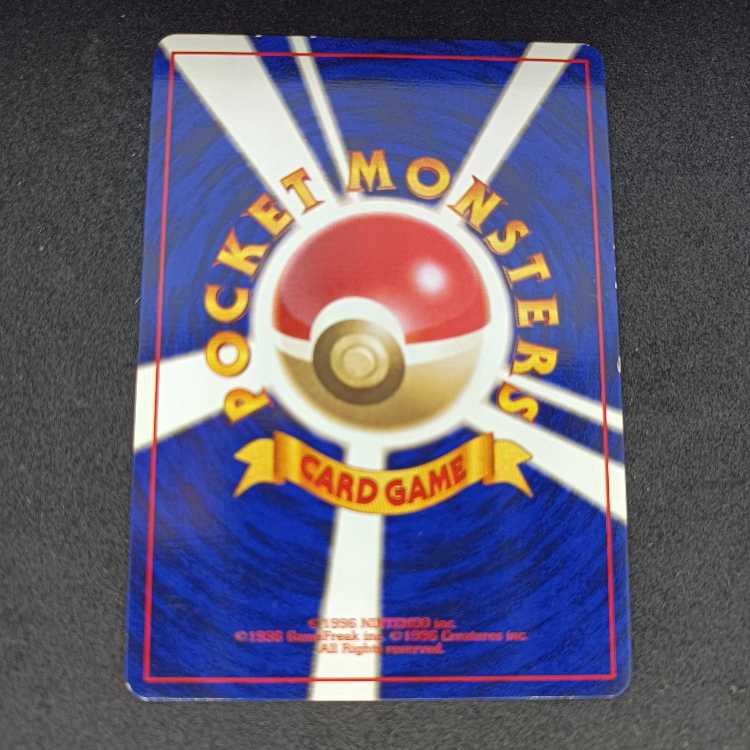 POCKET MONSTERS
CARD GAME
©1996 NINTENDO inc.
©1996 GameFreak inc. ©1996 Creatures inc.
All Rights reserved.